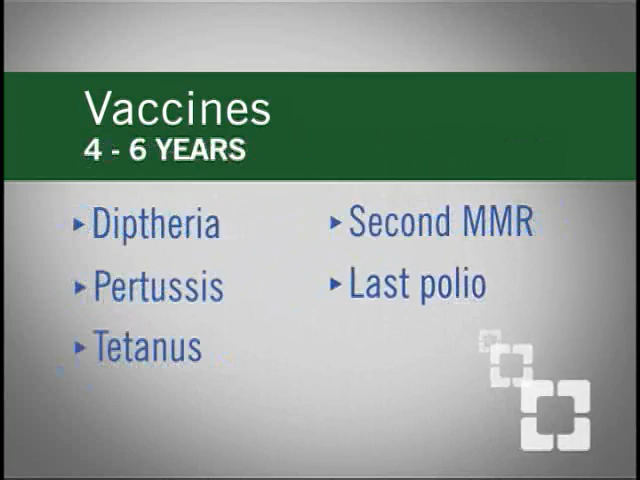 Vaccines
4 - 6 YEARS
Diptheria
Pertussis
Tetanus
Second MMR
Last polio